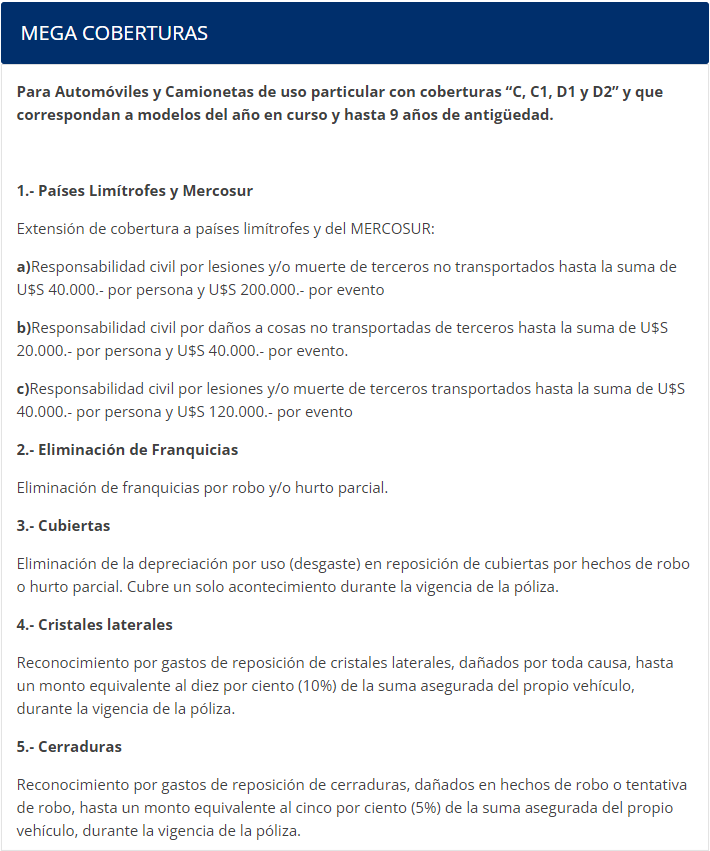 MEGA COBERTURAS
Para Automóviles y Camionetas de uso particular con coberturas “C, C1, D1 y D2” y que
correspondan a modelos del año en curso y hasta 9 años de antigüedad.
1.- Países Limítrofes y Mercosur
Extensión de cobertura a países limítrofes y del MERCOSUR:
a)Responsabilidad civil por lesiones y/o muerte de terceros no transportados hasta la suma de
U$S 40.000.- por persona y U$S 200.000.- por evento
b)Responsabilidad civil por daños a cosas no transportadas de terceros hasta la suma de U$S
20.000.- por persona y U$S 40.000.- por evento.
c)Responsabilidad civil por lesiones y/o muerte de terceros transportados hasta la suma de U$S
40.000.- por persona y U$S 120.000.- por evento
2.- Eliminación de Franquicias
Eliminación de franquicias por robo y/o hurto parcial.
3.- Cubiertas
Eliminación de la depreciación por uso (desgaste) en reposición de cubiertas por hechos de robo
o hurto parcial. Cubre un solo acontecimiento durante la vigencia de la póliza.
4.- Cristales laterales
Reconocimiento por gastos de reposición de cristales laterales, dañados por toda causa, hasta
un monto equivalente al diez por ciento (10%) de la suma asegurada del propio vehículo,
durante la vigencia de la póliza.
5.- Cerraduras
Reconocimiento por gastos de reposición de cerraduras, dañados en hechos de robo o tentativa
de robo, hasta un monto equivalente al cinco por ciento (5%) de la suma asegurada del propio
vehículo, durante la vigencia de la póliza.